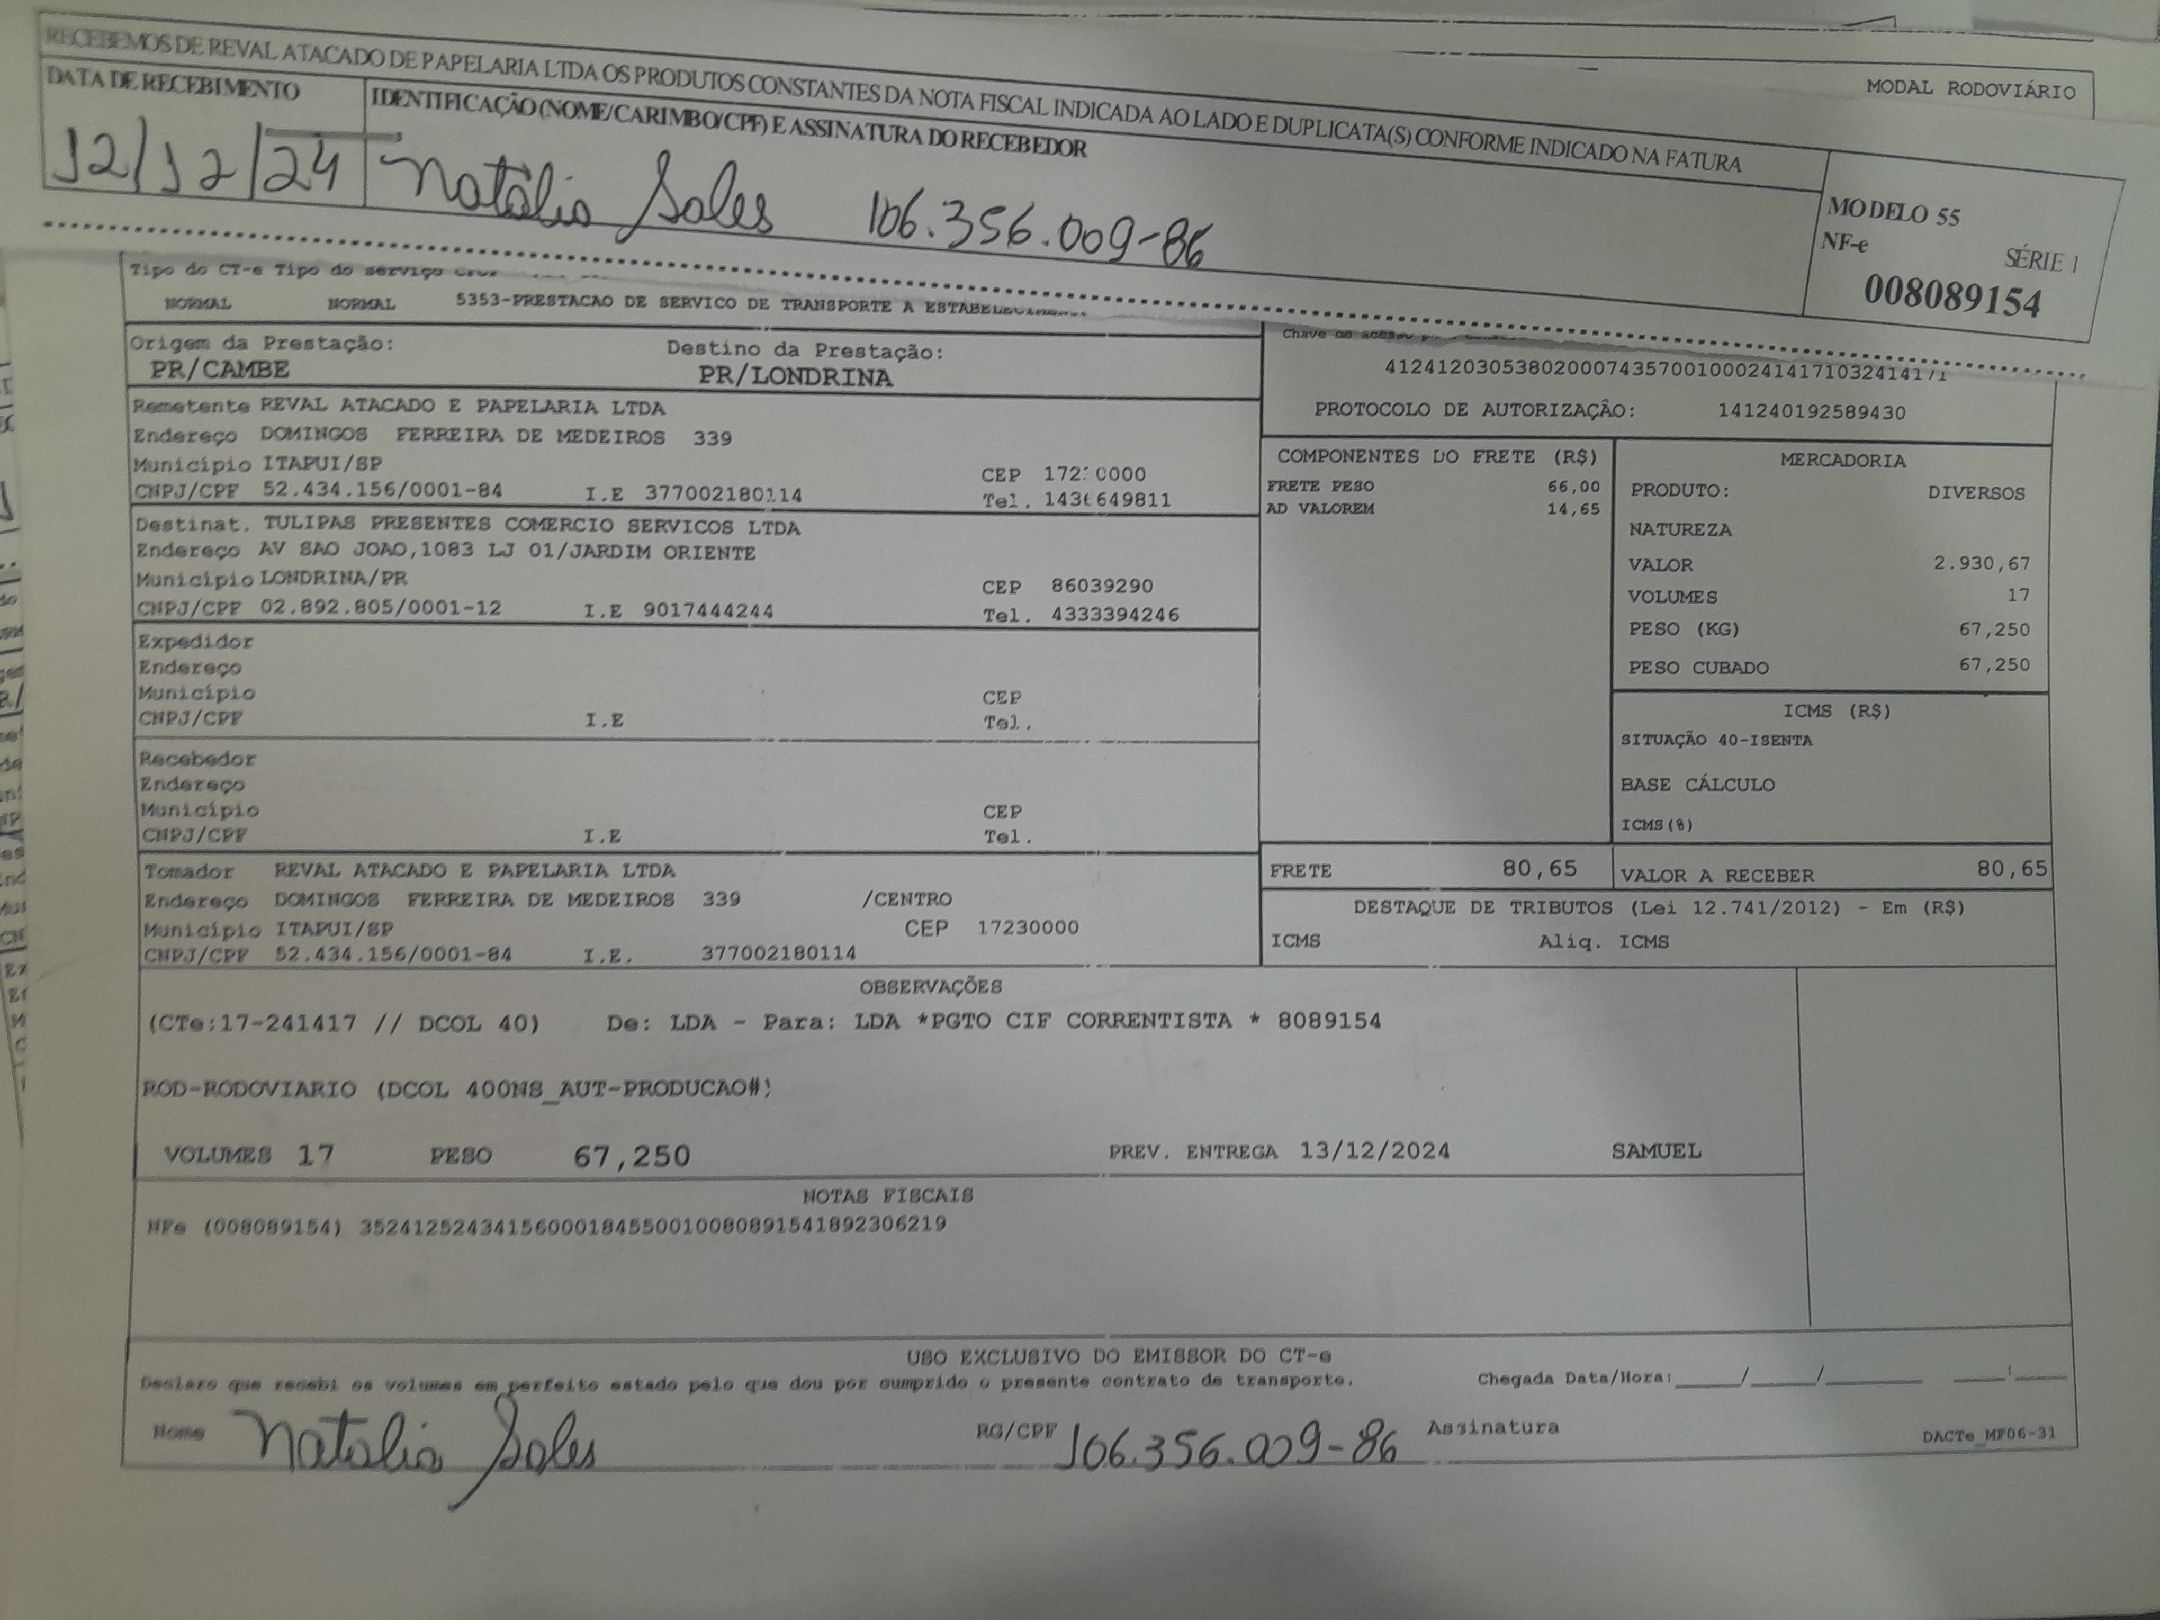 RECEBEMOS DE REVAL ATACADO DE PAPELARIA LTDA OS PRODUTOS CONSTANTES DA NOTA FISCAL INDICADA AO LADO E DUPLICATA(S) CONFORME INDICADO NA FATURA
MODAL RODOVIÁRIO
DATA DE RECEBIMENTO
12/12/24
IDENTIFICAÇÃO (NOME/CARIMBO/CPF) E ASSINATURA DO RECEBEDOR
Natália Sales 106.356.009-86
MODELO 55
NF-e SÉRIE 1
008089154
Tipo do CT-e Tipo do serviço
NORMAL NORMAL 5353-PRESTACAO DE SERVICO DE TRANSPORTE A
Origem da Prestação: Destino da Prestação:
PR/CAMBE PR/LONDRINA
Chave de
PROTOCOLO DE AUTORIZAÇÃO: 141240192589430
Remetente REVAL ATACADO E PAPELARIA LTDA
Endereço DOMINGOS FERREIRA DE MEDEIROS 339
Município ITAPUI/SP CEP
CNPJ/CPF 52.434.156/0001-84 I.E 377002180114 Tel.
Destinat. TULIPAS PRESENTES COMERCIO SERVICOS LTDA
Endereço AV SAO JOAO,1083 LJ 01/JARDIM ORIENTE
Município LONDRINA/PR CEP 86039290
CNPJ/CPF 02.892.805/0001-12 I.E 9017444244 Tel. 4333394246
Expedidor
Endereço
Município CEP
CNPJ/CPF I.E Tel.
Recebedor
Endereço
Município CEP
CNPJ/CPF I.E Tel.
Tomador REVAL ATACADO E PAPELARIA LTDA
Endereço DOMINGOS FERREIRA DE MEDEIROS 339 /CENTRO
Município ITAPUI/SP CEP 17230000
CNPJ/CPF 52.434.156/0001-84 I.E. 377002180114
COMPONENTES DO FRETE (R$)
FRETE PESO 66,00
AD VALOREM 14,65
MERCADORIA
PRODUTO: DIVERSOS
NATUREZA
VALOR 2.930,67
VOLUMES 17
PESO (KG) 67,250
PESO CUBADO 67,250
ICMS (R$)
SITUAÇÃO 40-ISENTA
BASE CÁLCULO
ICMS(%)
FRETE 80,65 VALOR A RECEBER 80,65
DESTAQUE DE TRIBUTOS (Lei 12.741/2012) - Em (R$)
ICMS Aliq. ICMS
OBSERVAÇÕES
(CTe:17-241417 // DCOL 40) De: LDA - Para: LDA *PGTO CIF CORRENTISTA * 8089154
ROD-RODOVIARIO (DCOL 400NS_AUT-PRODUCAO#)
VOLUMES 17 PESO 67,250 PREV. ENTREGA 13/12/2024 SAMUEL
NOTAS FISCAIS
NFe (008089154) 35241252434156000184550010080891541892306219
USO EXCLUSIVO DO EMISSOR DO CT-e
Declaro que recebi os volumes em perfeito estado pelo que dou por cumprido o presente contrato de transporte. Chegada Data/Hora: ____/____/____ ___:___
Nome Natalia Sales RG/CPF 106.356.009-86 Assinatura DACTe_MF06-31